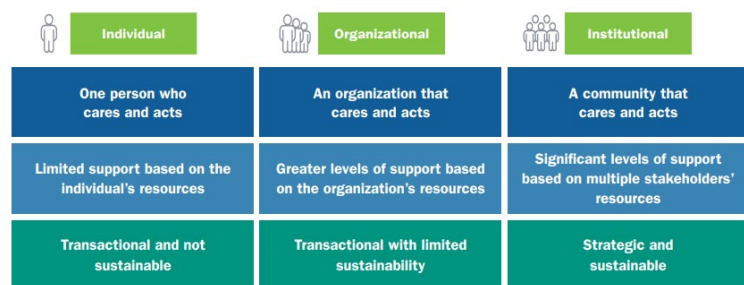 Individual
Organizational
Institutional
One person who
cares and acts
An organization that
cares and acts
A community that
cares and acts
Limited support based on the
individual's resources
Greater levels of support based
on the organization's resources
Significant levels of support
based on multiple stakeholders'
resources
Transactional and not
sustainable
Transactional with limited
sustainability
Strategic and
sustainable